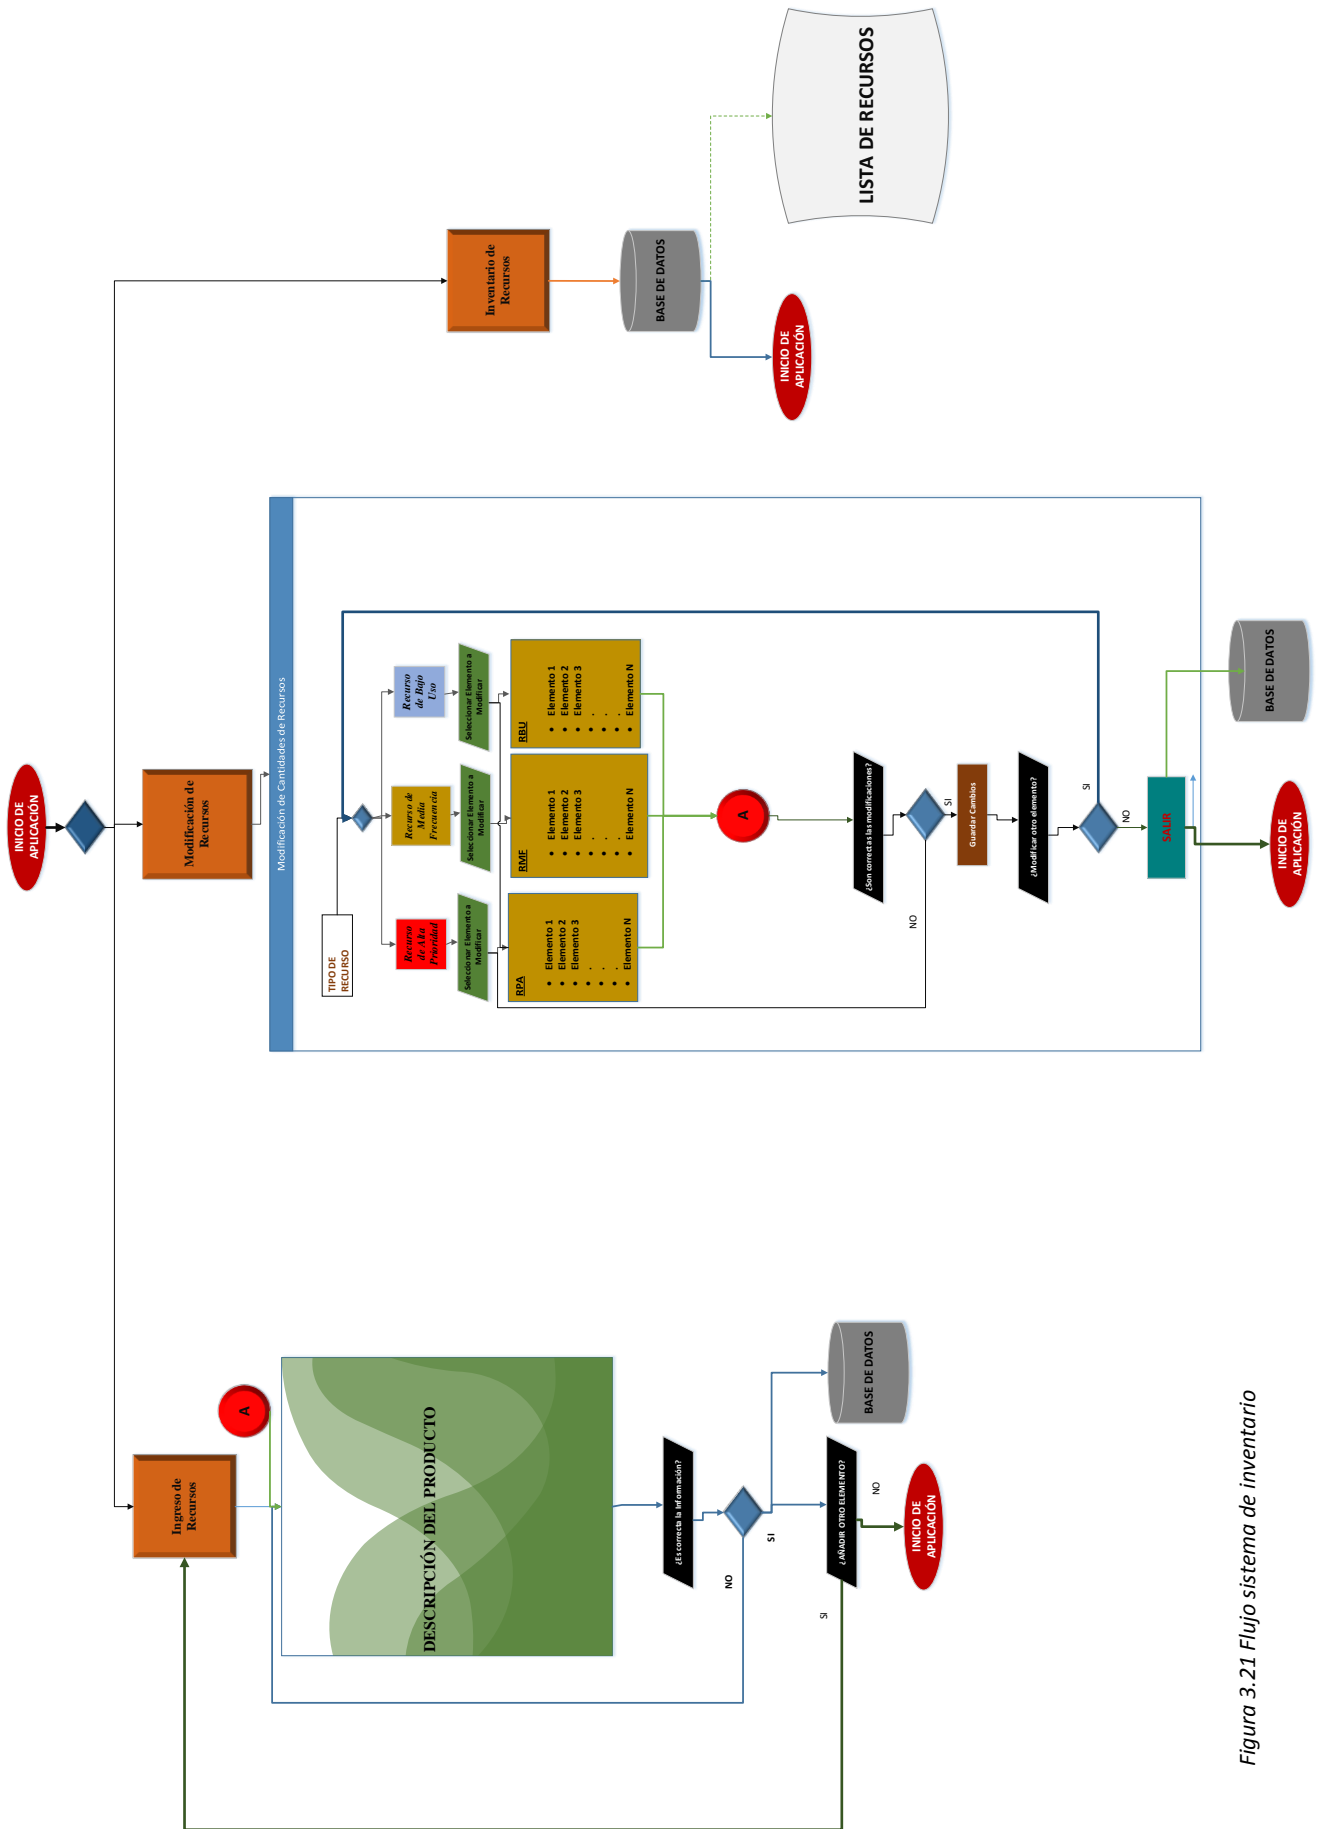 INICIO DE
APLICACIÓN
Ingreso de
Recursos
A
DESCRIPCIÓN DEL PRODUCTO
¿Es correcta la Información?
NO
SI
BASE DE DATOS
¿AÑADIR OTRO ELEMENTO?
SI
NO
INICIO DE
APLICACIÓN
Modificación de
Recursos
Modificación de Cantidades de Recursos
TIPO DE
RECURSO
Recurso
de Alta
Prioridad
Recurso de
Media
Frecuencia
Recurso
de Bajo
Uso
Seleccionar Elemento a
Modificar
Seleccionar Elemento a
Modificar
Seleccionar Elemento a
Modificar
RPA
• Elemento 1
• Elemento 2
• Elemento 3
• .
• .
• .
• Elemento N
RMF
• Elemento 1
• Elemento 2
• Elemento 3
• .
• .
• .
• Elemento N
RBU
• Elemento 1
• Elemento 2
• Elemento 3
• .
• .
• .
• Elemento N
A
¿Son correctas las modificaciones?
NO
SI
Guardar Cambios
¿Modificar otro elemento?
SI
NO
SALIR
BASE DE DATOS
INICIO DE
APLICACIÓN
Inventario de
Recursos
BASE DE DATOS
INICIO DE
APLICACIÓN
LISTA DE RECURSOS
Figura 3.21 Flujo sistema de inventario